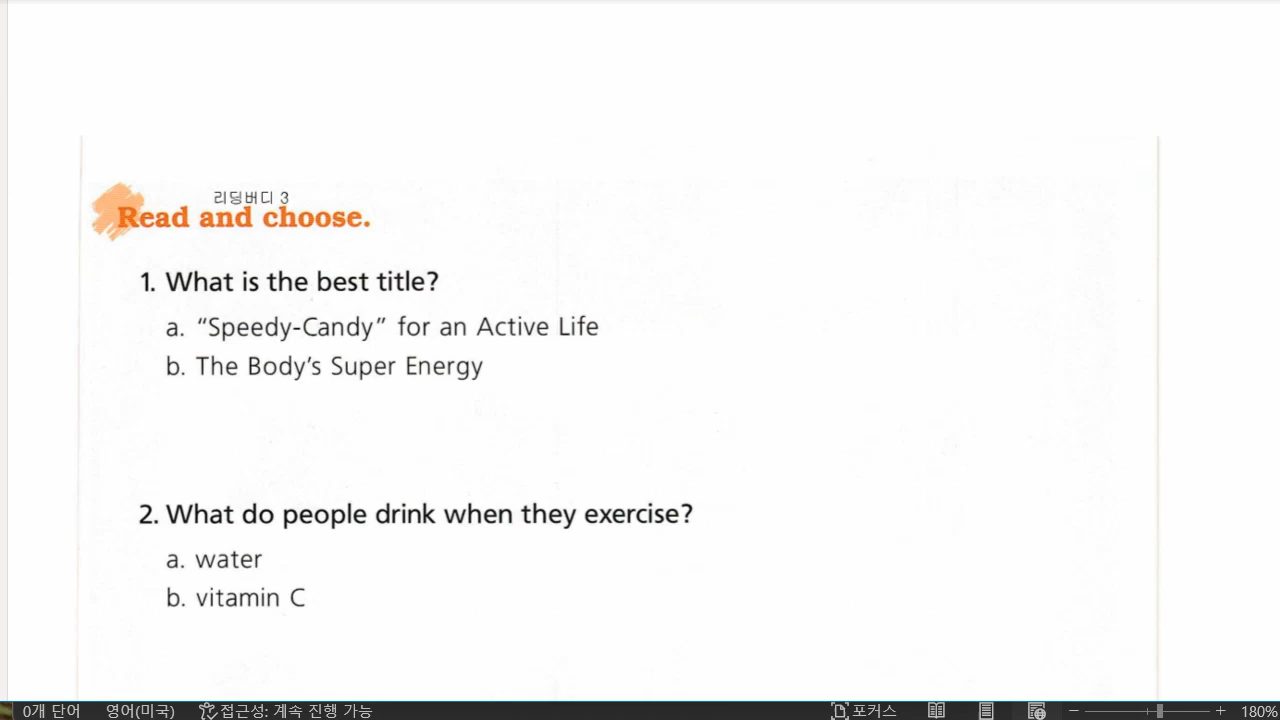 리딩버디 3
Read and choose.
1. What is the best title?
a. “Speedy-Candy” for an Active Life
b. The Body’s Super Energy
2. What do people drink when they exercise?
a. water
b. vitamin C
0개 단어 영어(미국) 접근성: 계속 진행 가능 포커스 180%